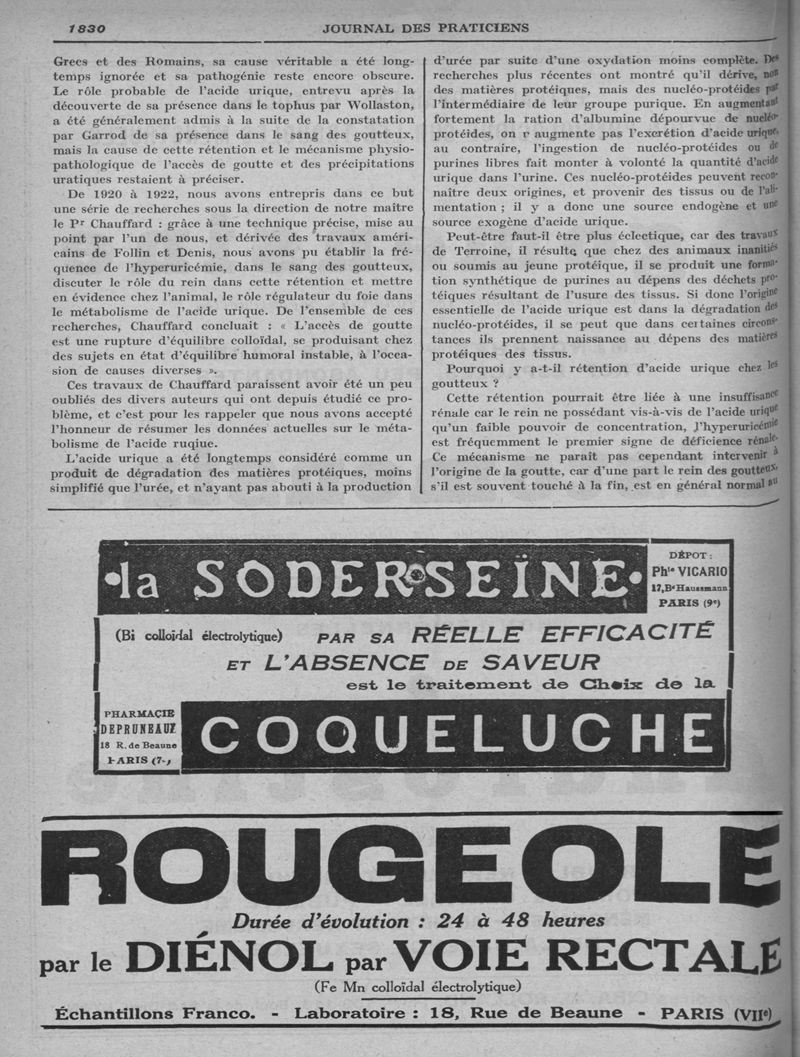 1830
JOURNAL DES PRATICIENS
Grecs et des Romains, sa cause véritable a été long-
temps ignorée et sa pathogénie reste encore obscure.
Le rôle probable de l'acide urique, entrevu après la
découverte de sa présence dans le tophus par Wollaston,
a été généralement admis à la suite de la constatation
par Garrod de sa présence dans le sang des goutteux,
mais la cause de cette rétention et le mécanisme physio-
pathologique de l'accès de goutte et des précipitations
uratiques restaient à préciser.
De 1920 à 1922, nous avons entrepris dans ce but
une série de recherches sous la direction de notre maître
le Pr Chauffard : grâce à une technique précise, mise au
point par l'un de nous, et dérivée des travaux améri-
cains de Follin et Denis, nous avons pu établir la fré-
quence de l'hyperuricémie, dans le sang des goutteux,
discuter le rôle du rein dans cette rétention et mettre
en évidence chez l'animal, le rôle régulateur du foie dans
le métabolisme de l'acide urique. De l'ensemble de ces
recherches, Chauffard concluait : « L'accès de goutte
est une rupture d'équilibre colloïdal, se produisant chez
des sujets en état d'équilibre humoral instable, à l'occa-
sion de causes diverses ».
Ces travaux de Chauffard paraissent avoir été un peu
oubliés des divers auteurs qui ont depuis étudié ce pro-
blème, et c'est pour les rappeler que nous avons accepté
l'honneur de résumer les données actuelles sur le méta-
bolisme de l'acide ruqiue.
L'acide urique a été longtemps considéré comme un
produit de dégradation des matières protéiques, moins
simplifié que l'urée, et n'ayant pas abouti à la production
d'urée par suite d'une oxydation moins complète. Des
recherches plus récentes ont montré qu'il dérive, non
des matières protéiques, mais des nucléo-protéides par
l'intermédiaire de leur groupe purique. En augmentant
fortement la ration d'albumine dépourvue de nucléo-
protéides, on r augmente pas l'excrétion d'acide urique,
au contraire, l'ingestion de nucléo-protéides ou de
purines libres fait monter à volonté la quantité d'acide
urique dans l'urine. Ces nucléo-protéides peuvent recon-
naître deux origines, et provenir des tissus ou de l'ali-
mentation ; il y a donc une source endogène et une
source exogène d'acide urique.
Peut-être faut-il être plus éclectique, car des travaux
de Terroine, il résulte que chez des animaux inanitiés
ou soumis au jeune protéique, il se produit une forma-
tion synthétique de purines au dépens des déchets pro-
téiques résultant de l'usure des tissus. Si donc l'origine
essentielle de l'acide urique est dans la dégradation des
nucléo-protéides, il se peut que dans certaines circons-
tances ils prennent naissance au dépens des matières
protéiques des tissus.
Pourquoi y a-t-il rétention d'acide urique chez les
goutteux ?
Cette rétention pourrait être liée à une insuffisance
rénale car le rein ne possédant vis-à-vis de l'acide urique
qu'un faible pouvoir de concentration, l'hyperuricémie
est fréquemment le premier signe de déficience rénale.
Ce mécanisme ne paraît pas cependant intervenir à
l'origine de la goutte, car d'une part le rein des goutteux,
s'il est souvent touché à la fin, est en général normal au
•la SODERSEÏNE•
DÉPOT :
Phie VICARIO
17, Bd Haussmann
PARIS (9e)
(Bi colloïdal électrolytique) PAR SA RÉELLE EFFICACITÉ
ET L'ABSENCE DE SAVEUR
est le traitement de Choix de la
PHARMACIE
DEPRUNEAUX
18 R. de Beaune
PARIS (7e)
COQUELUCHE
ROUGEOLE
Durée d'évolution : 24 à 48 heures
par le DIÉNOL par VOIE RECTALE
(Fe Mn colloïdal électrolytique)
Échantillons Franco. - Laboratoire : 18, Rue de Beaune - PARIS (VIIe)